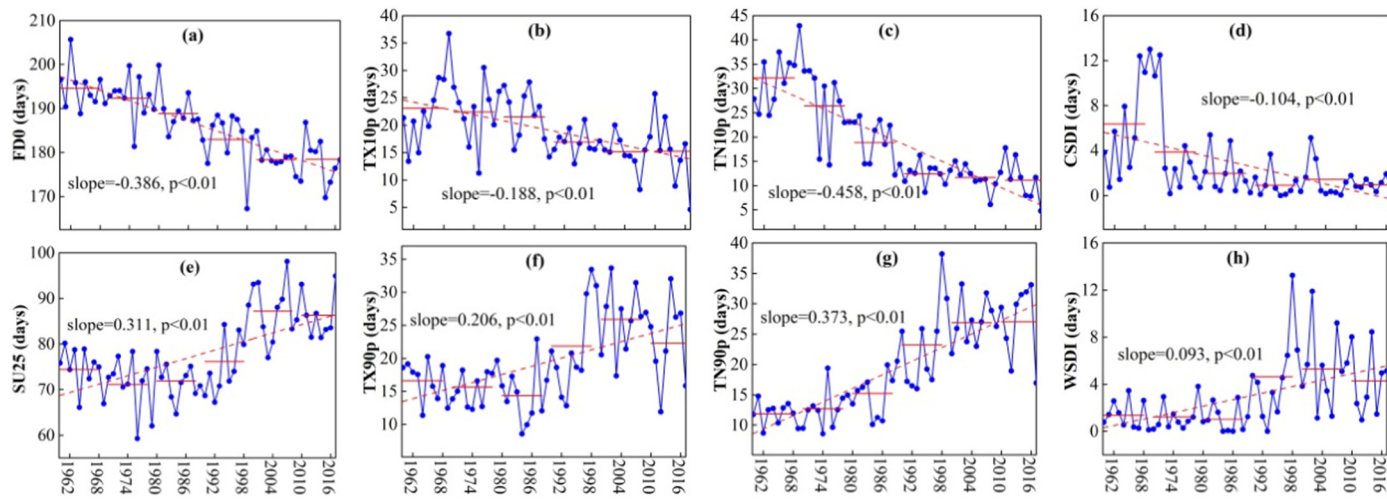 (a)
FD0 (days)
210
200
190
180
170
slope=-0.386, p<0.01
(b)
TX10p (days)
40
35
30
25
20
15
10
5
slope=-0.188, p<0.01
(c)
TN10p (days)
45
40
35
30
25
20
15
10
5
slope=-0.458, p<0.01
(d)
CSDI (days)
16
12
8
4
0
slope=-0.104, p<0.01
(e)
SU25 (days)
100
90
80
70
60
slope=0.311, p<0.01
1962 1968 1974 1980 1986 1992 1998 2004 2010 2016
(f)
TX90p (days)
35
30
25
20
15
10
slope=0.206, p<0.01
1962 1968 1974 1980 1986 1992 1998 2004 2010 2016
(g)
TN90p (days)
40
35
30
25
20
15
10
5
slope=0.373, p<0.01
1962 1968 1974 1980 1986 1992 1998 2004 2010 2016
(h)
WSDI (days)
16
12
8
4
0
slope=0.093, p<0.01
1962 1968 1974 1980 1986 1992 1998 2004 2010 2016